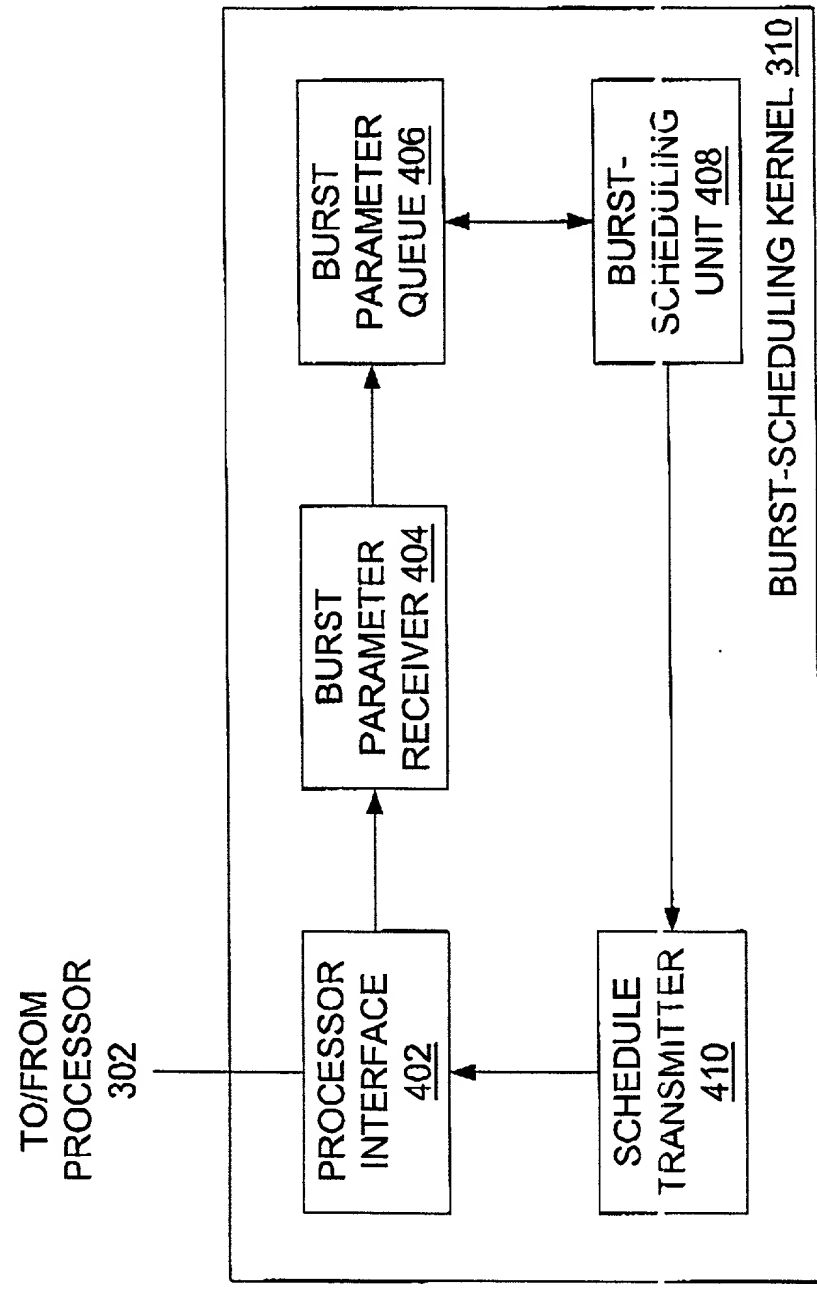 TO/FROM
PROCESSOR
302
PROCESSOR
INTERFACE
402
BURST
PARAMETER
RECEIVER 404
BURST
PARAMETER
QUEUE 406
SCHEDULE
TRANSMITTER
410
BURST-
SCHEDULING
UNIT 408
BURST-SCHEDULING KERNEL 310